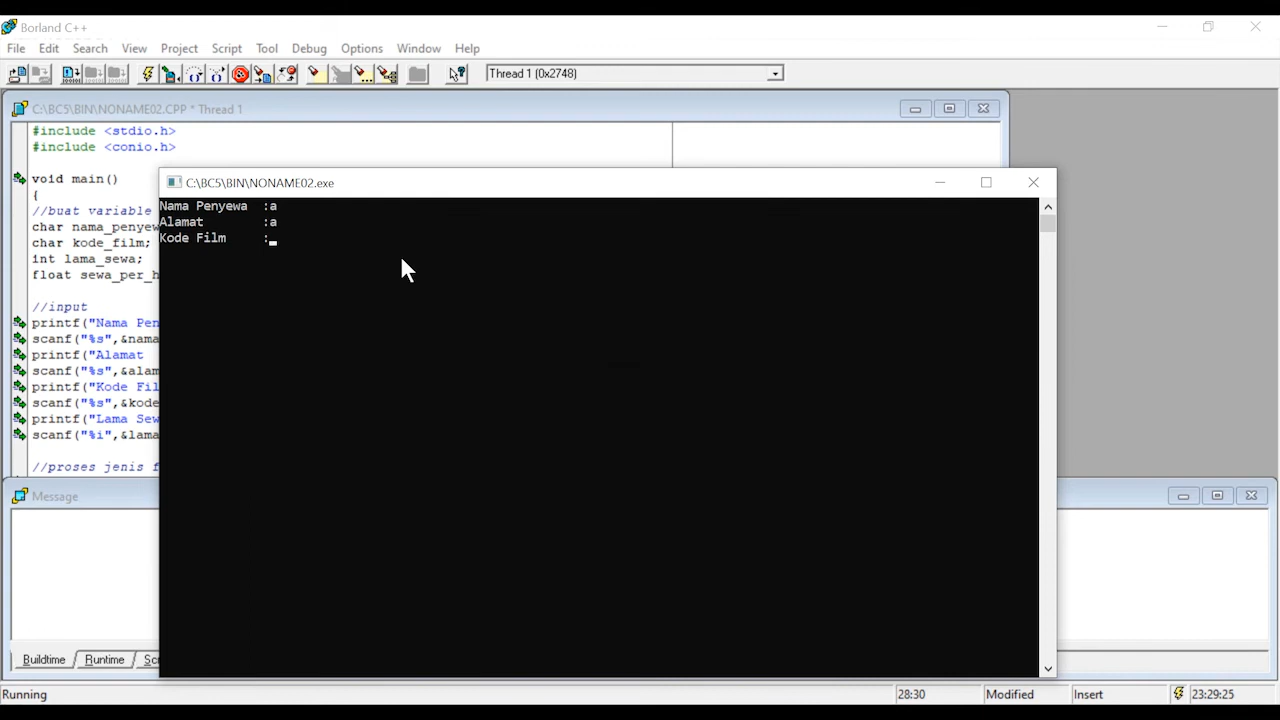 Borland C++
File Edit Search View Project Script Tool Debug Options Window Help
Thread 1 (0x2748)
C:\BC5\BIN\NONAME02.CPP * Thread 1
#include <stdio.h>
#include <conio.h>
void main()
{
//buat variable
char nama_penyew
char kode_film;
int lama_sewa;
float sewa_per_h
//input
printf("Nama Pen
scanf("%s",&nama
printf("Alamat
scanf("%s",&alam
printf("Kode Fil
scanf("%s",&kode
printf("Lama Sew
scanf("%i",&lama
//proses jenis f
C:\BC5\BIN\NONAME02.exe
Nama Penyewa :a
Alamat :a
Kode Film :
Message
Buildtime Runtime Scr
Running 28:30 Modified Insert 23:29:25